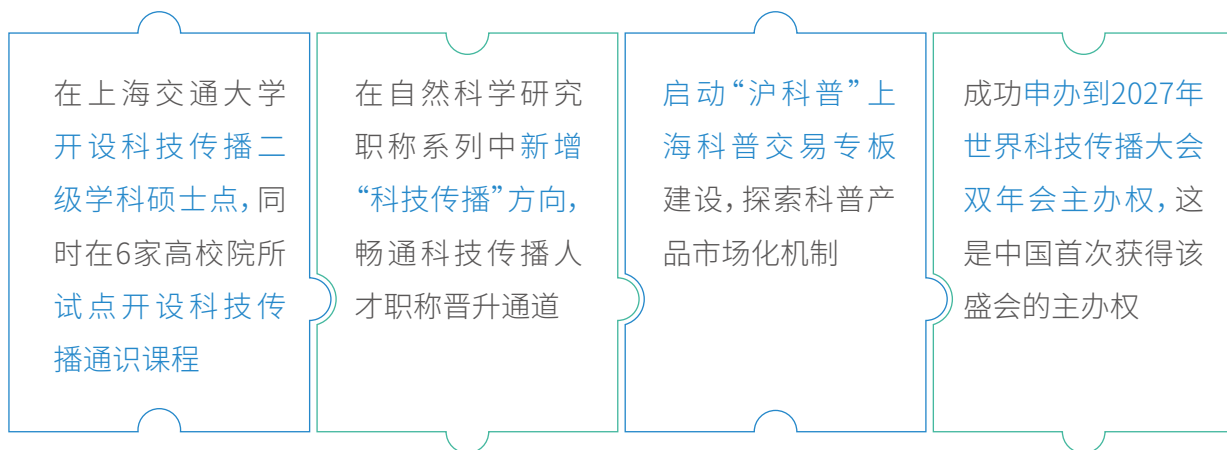 在上海交通大学
开设科技传播二
级学科硕士点，同
时在6家高校院所
试点开设科技传
播通识课程
在自然科学研究
职称系列中新增
“科技传播”方向，
畅通科技传播人
才职称晋升通道
启动“沪科普”上
海科普交易专板
建设，探索科普产
品市场化机制
成功申办到2027年
世界科技传播大会
双年会主办权，这
是中国首次获得该
盛会的主办权